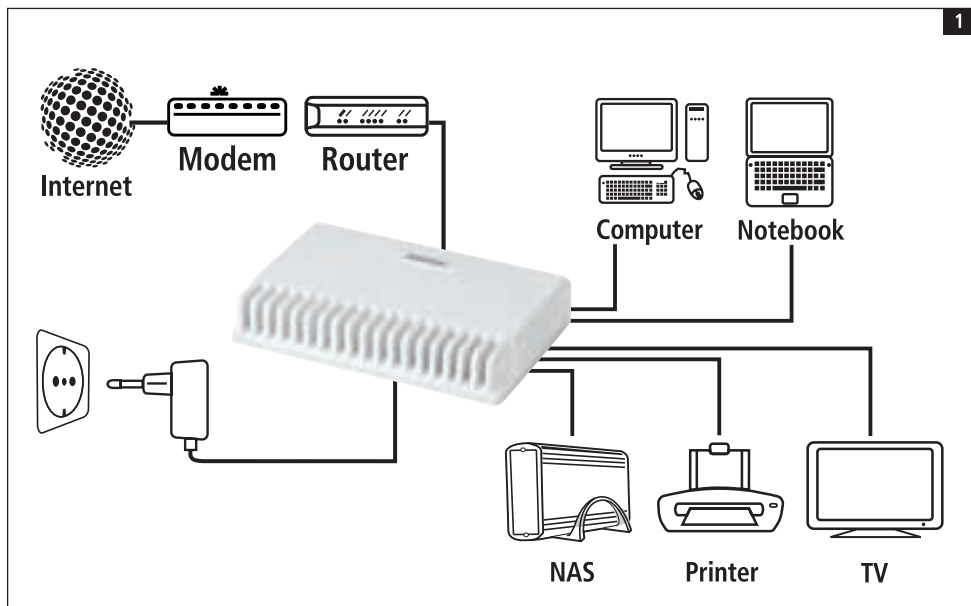 1
Internet
Modem
Router
Computer
Notebook
NAS
Printer
TV